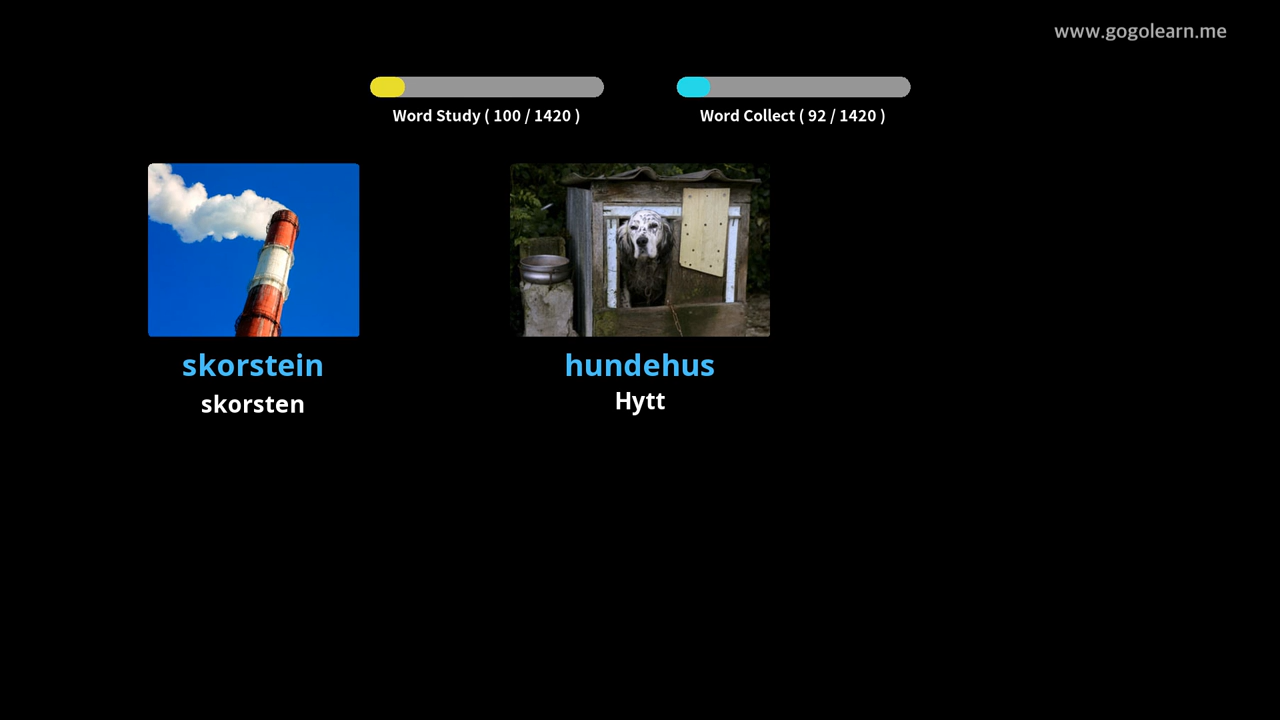 www.gogolearn.me
Word Study ( 100 / 1420 )
Word Collect ( 92 / 1420 )
skorstein
skorsten
hundehus
Hytt